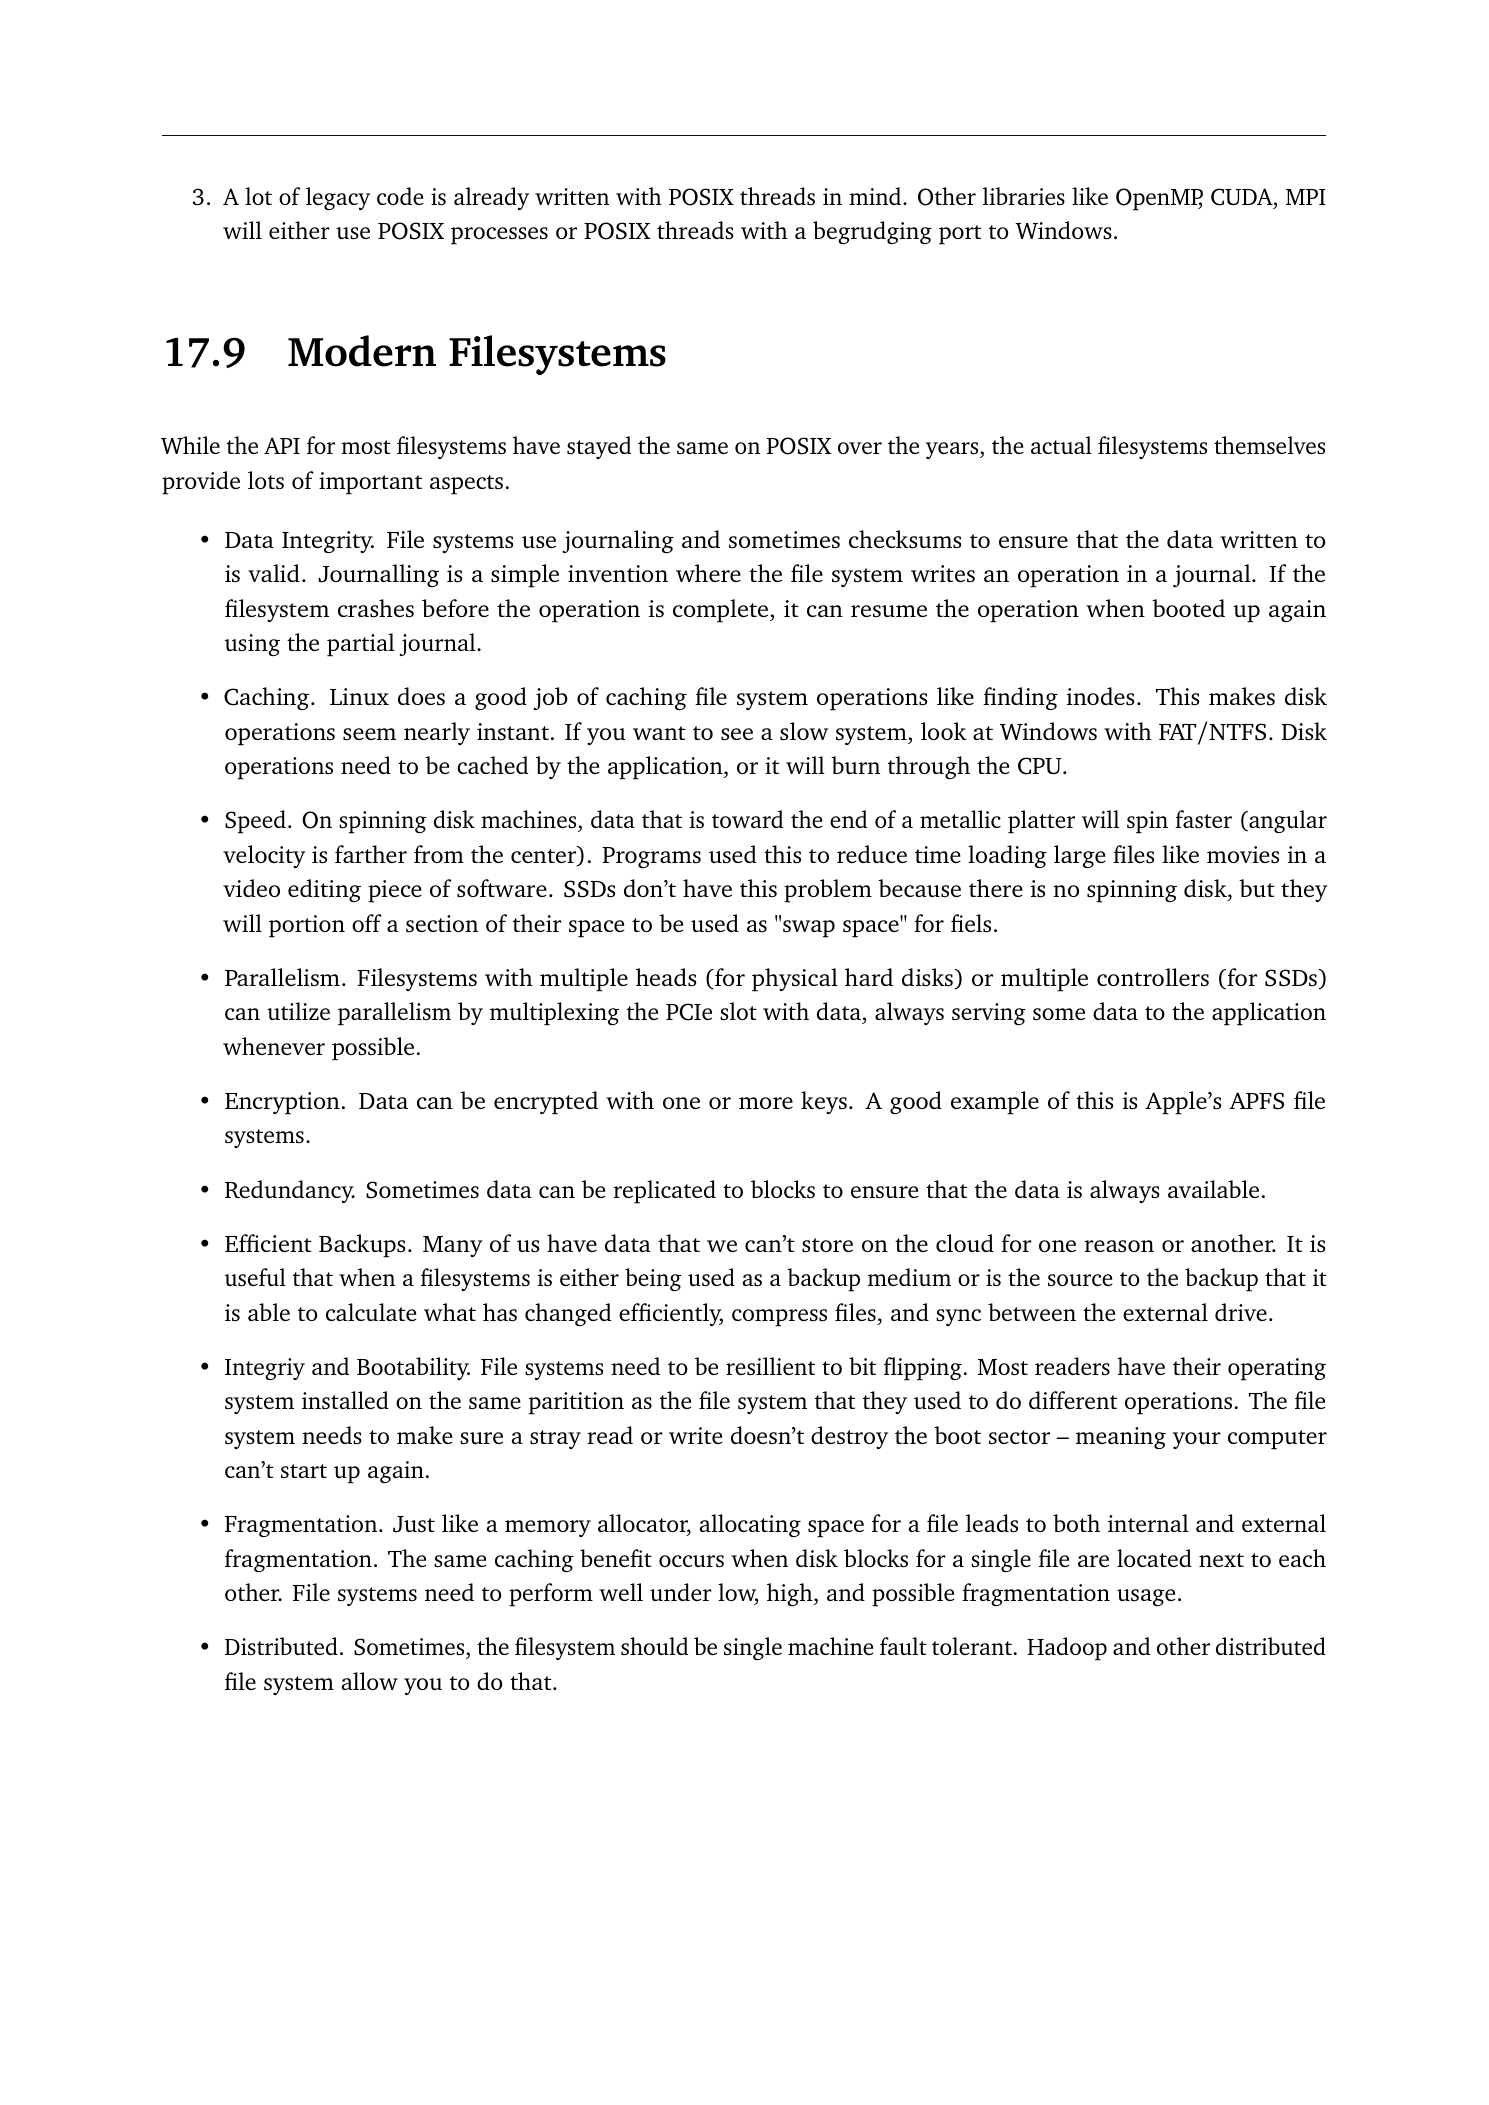 3. A lot of legacy code is already written with POSIX threads in mind. Other libraries like OpenMP, CUDA, MPI
will either use POSIX processes or POSIX threads with a begrudging port to Windows.
17.9 Modern Filesystems
While the API for most filesystems have stayed the same on POSIX over the years, the actual filesystems themselves
provide lots of important aspects.
• Data Integrity. File systems use journaling and sometimes checksums to ensure that the data written to
is valid. Journalling is a simple invention where the file system writes an operation in a journal. If the
filesystem crashes before the operation is complete, it can resume the operation when booted up again
using the partial journal.
• Caching. Linux does a good job of caching file system operations like finding inodes. This makes disk
operations seem nearly instant. If you want to see a slow system, look at Windows with FAT/NTFS. Disk
operations need to be cached by the application, or it will burn through the CPU.
• Speed. On spinning disk machines, data that is toward the end of a metallic platter will spin faster (angular
velocity is farther from the center). Programs used this to reduce time loading large files like movies in a
video editing piece of software. SSDs don’t have this problem because there is no spinning disk, but they
will portion off a section of their space to be used as "swap space" for fiels.
• Parallelism. Filesystems with multiple heads (for physical hard disks) or multiple controllers (for SSDs)
can utilize parallelism by multiplexing the PCIe slot with data, always serving some data to the application
whenever possible.
• Encryption. Data can be encrypted with one or more keys. A good example of this is Apple’s APFS file
systems.
• Redundancy. Sometimes data can be replicated to blocks to ensure that the data is always available.
• Efficient Backups. Many of us have data that we can’t store on the cloud for one reason or another. It is
useful that when a filesystems is either being used as a backup medium or is the source to the backup that it
is able to calculate what has changed efficiently, compress files, and sync between the external drive.
• Integriy and Bootability. File systems need to be resillient to bit flipping. Most readers have their operating
system installed on the same paritition as the file system that they used to do different operations. The file
system needs to make sure a stray read or write doesn’t destroy the boot sector – meaning your computer
can’t start up again.
• Fragmentation. Just like a memory allocator, allocating space for a file leads to both internal and external
fragmentation. The same caching benefit occurs when disk blocks for a single file are located next to each
other. File systems need to perform well under low, high, and possible fragmentation usage.
• Distributed. Sometimes, the filesystem should be single machine fault tolerant. Hadoop and other distributed
file system allow you to do that.